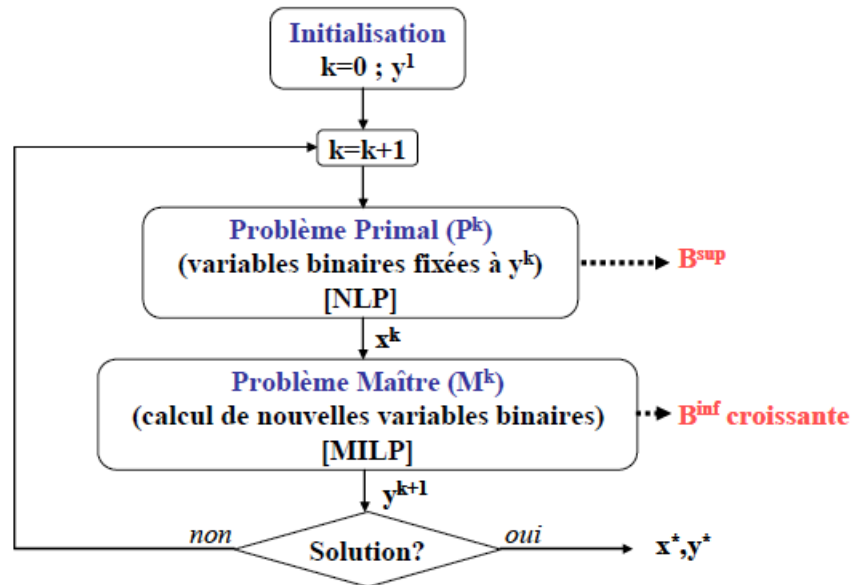 Initialisation
k=0 ; y¹
k=k+1
Problème Primal (Pᵏ)
(variables binaires fixées à yᵏ)
[NLP]
Bˢᵘᵖ
xᵏ
Problème Maître (Mᵏ)
(calcul de nouvelles variables binaires)
[MILP]
Bⁱⁿᶠ croissante
yᵏ⁺¹
non
Solution?
oui
x*,y*